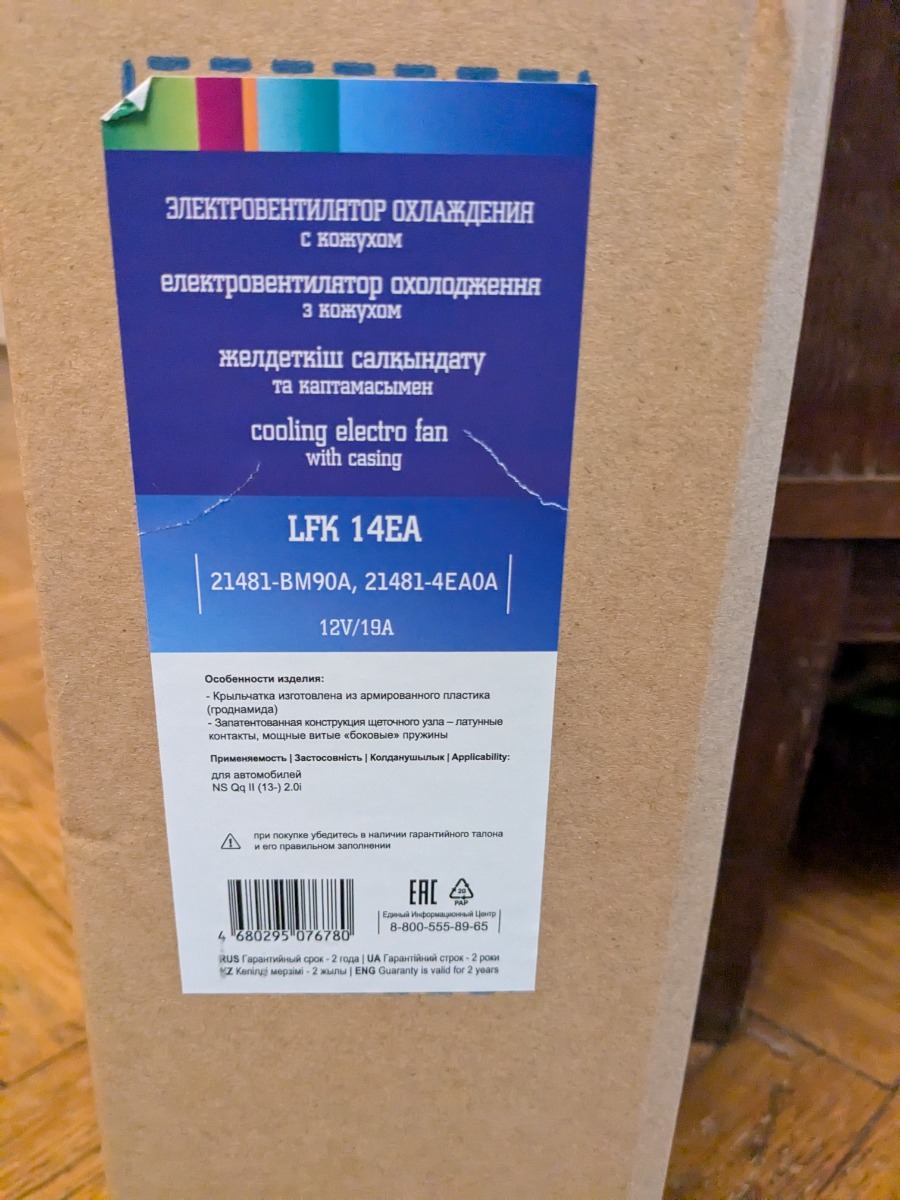 ЭЛЕКТРОВЕНТИЛЯТОР ОХЛАЖДЕНИЯ
с кожухом
електровентилятор охолодження
з кожухом
желдеткіш салқындату
та каптамасымен
cooling electro fan
with casing
LFK 14EA
21481-BM90A, 21481-4EA0A
12V/19A
Особенности изделия:
- Крыльчатка изготовлена из армированного пластика
(гроднамида)
- Запатентованная конструкция щеточного узла – латунные
контакты, мощные витые «боковые» пружины
Применяемость | Застосовність | Колданушылык | Applicability:
для автомобилей
NS Qq II (13-) 2.0i
при покупке убедитесь в наличии гарантийного талона
и его правильном заполнении
EAC
20
PAP
Единый Информационный Центр
8-800-555-89-65
4 680295 076780
RUS Гарантийный срок - 2 года | UA Гарантійний строк - 2 роки
KZ Кепілді мерзімі - 2 жылы | ENG Guaranty is valid for 2 years